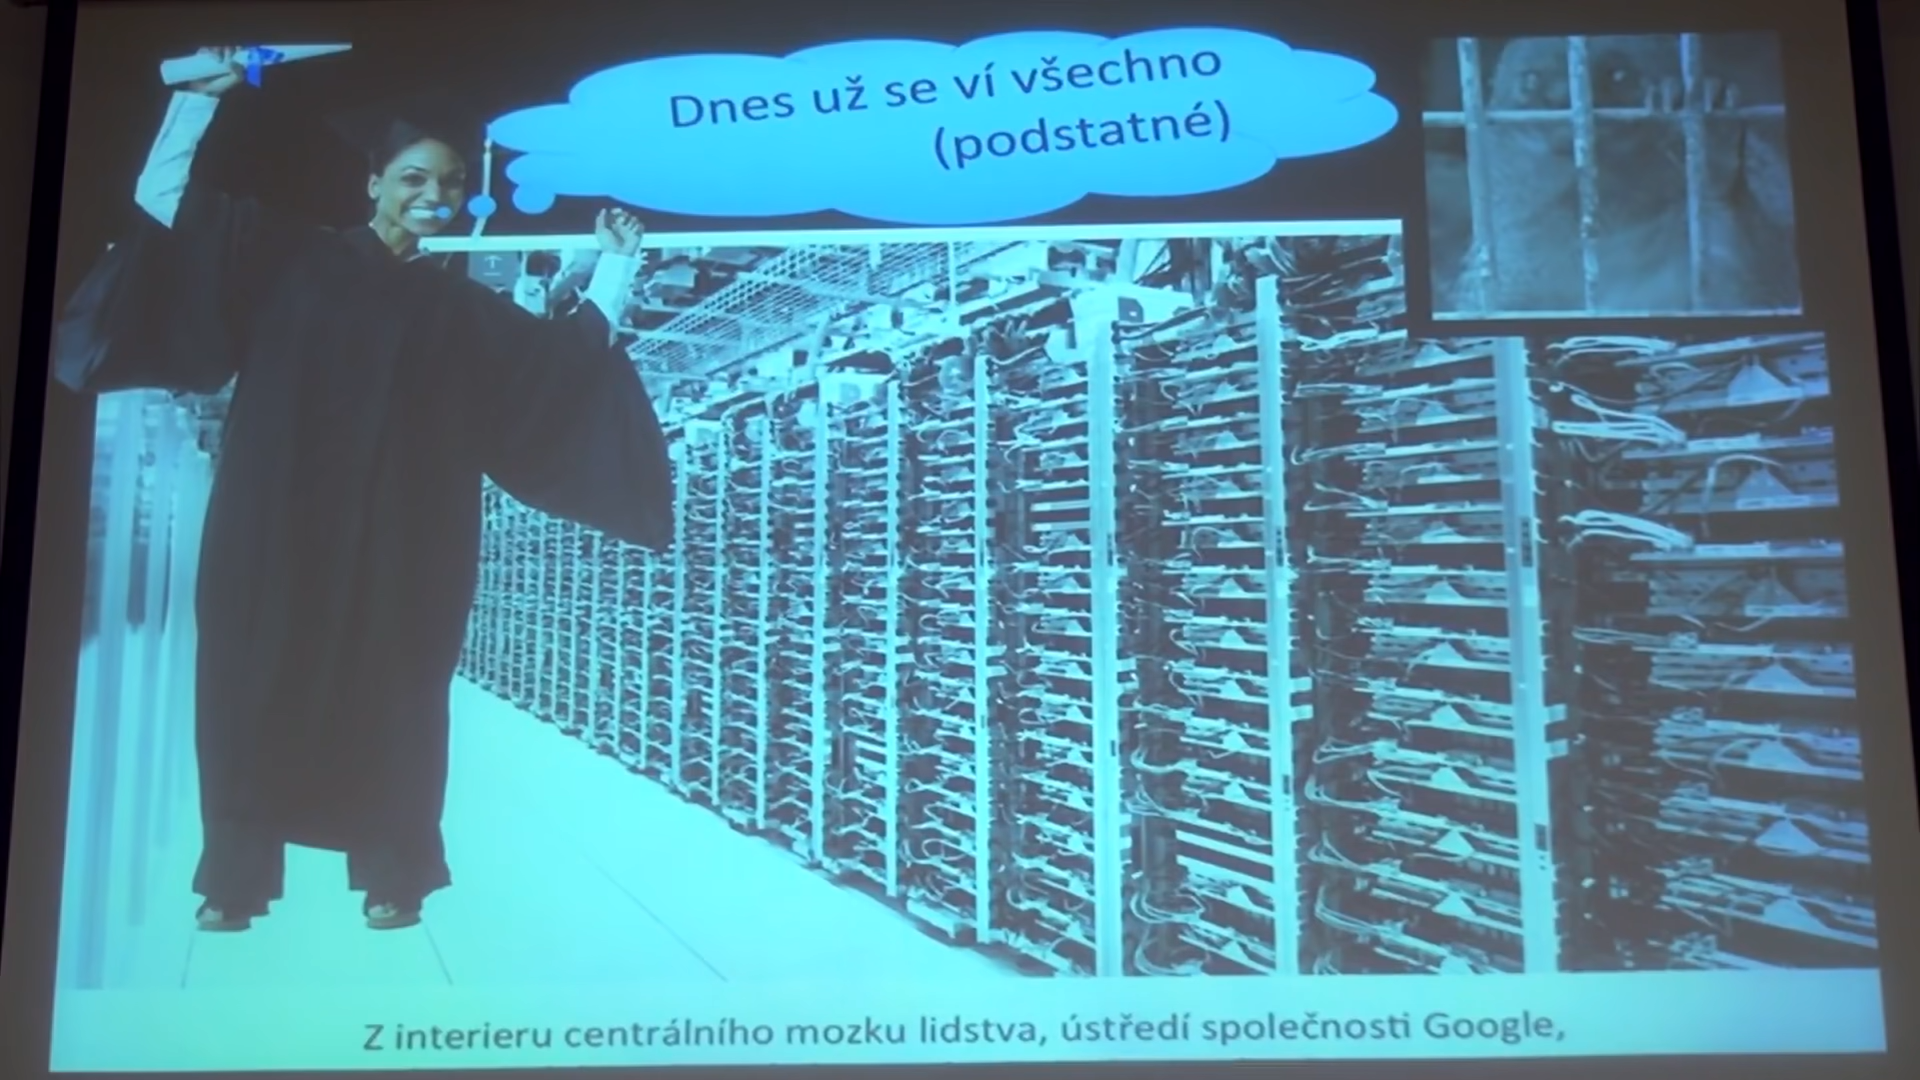 Dnes už se ví všechno
(podstatné)
Z interieru centrálního mozku lidstva, ústředí společnosti Google,